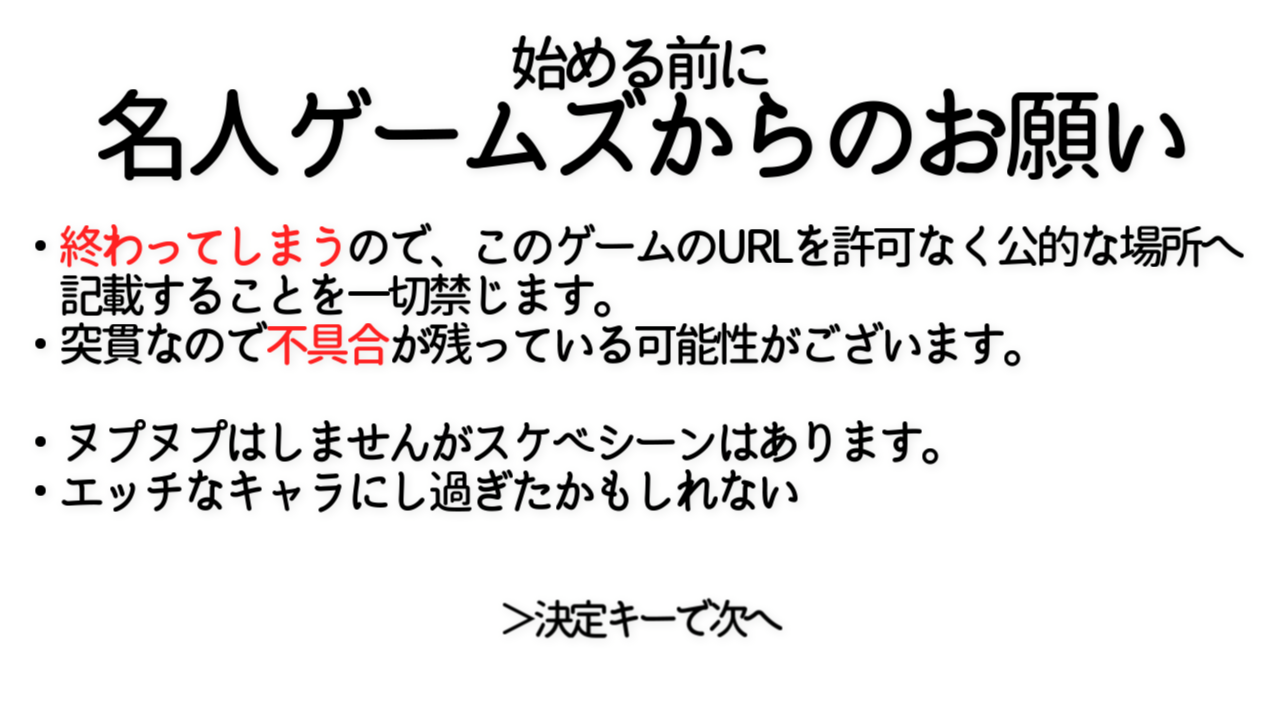 始める前に
名人ゲームズからのお願い
・終わってしまうので、このゲームのURLを許可なく公的な場所へ
記載することを一切禁じます。
・突貫なので不具合が残っている可能性がございます。
・ヌプヌプはしませんがスケベシーンはあります。
・エッチなキャラにし過ぎたかもしれない
＞決定キーで次へ